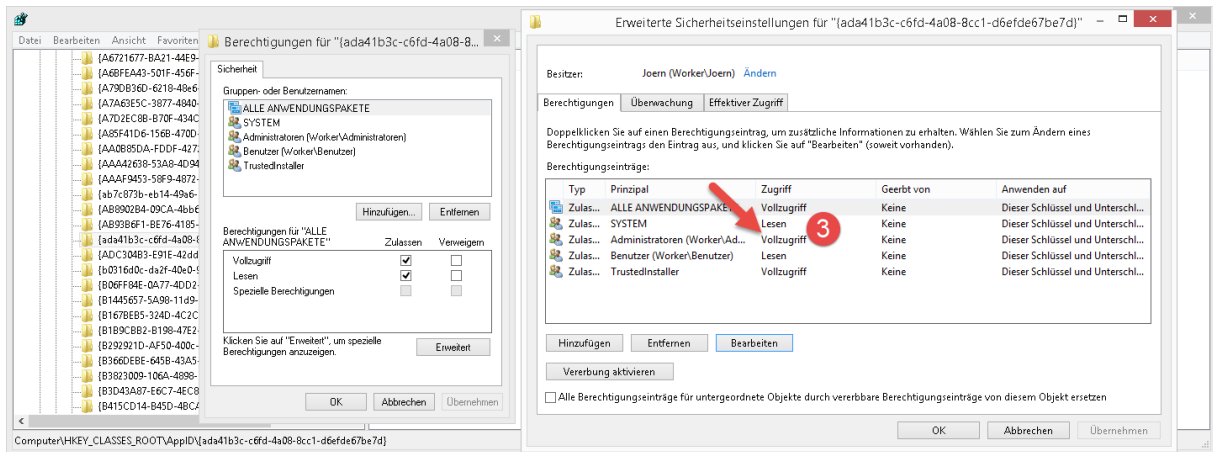 Datei Bearbeiten Ansicht Favoriten
{A6721677-BA21-44E9-
{A6BFEA43-501F-456F-
{A79DB36D-6218-48e6-
{A7A63E5C-3877-4840-
{A7D2EC8B-B70F-434C
{A85F41D6-156B-470D-
{AA0B85DA-FDDF-427
{AAA42638-53A8-4D94
{AAAF9453-58F9-4872-
{ab7c873b-eb14-49a6-
{AB8902B4-09CA-4bb6
{AB93B6F1-BE76-4185-
{ada41b3c-c6fd-4a08-8
{ADC304B3-E91E-42dd
{b0316d0c-da2f-40e0-9
{B06FF84E-0A77-4DD2
{B1445657-5A98-11d9-
{B167BEB5-324D-4C2C
{B1B9CBB2-B198-47E2
{B292921D-AF50-400c-
{B366DEBE-645B-43A5
{B3823009-106A-4898-
{B3D43A87-E6C7-4EC8
{B415CD14-B45D-4BCA
Computer\HKEY_CLASSES_ROOT\AppID\{ada41b3c-c6fd-4a08-8cc1-d6efde67be7d}
Berechtigungen für "{ada41b3c-c6fd-4a08-8...
Sicherheit
Gruppen- oder Benutzernamen:
ALLE ANWENDUNGSPAKETE
SYSTEM
Administratoren (Worker\Administratoren)
Benutzer (Worker\Benutzer)
TrustedInstaller
Hinzufügen... Entfernen
Berechtigungen für "ALLE
ANWENDUNGSPAKETE" Zulassen Verweigern
Vollzugriff
Lesen
Spezielle Berechtigungen
Klicken Sie auf "Erweitert", um spezielle
Berechtigungen anzuzeigen.
Erweitert
OK Abbrechen Übernehmen
Erweiterte Sicherheitseinstellungen für "{ada41b3c-c6fd-4a08-8cc1-d6efde67be7d}"
Besitzer: Joern (Worker\Joern) Ändern
Berechtigungen Überwachung Effektiver Zugriff
Doppelklicken Sie auf einen Berechtigungseintrag, um zusätzliche Informationen zu erhalten. Wählen Sie zum Ändern eines
Berechtigungseintrags den Eintrag aus, und klicken Sie auf "Bearbeiten" (soweit vorhanden).
Berechtigungseinträge:
Typ Prinzipal Zugriff Geerbt von Anwenden auf
Zulas... ALLE ANWENDUNGSPAKE Vollzugriff Keine Dieser Schlüssel und Unterschl...
Zulas... SYSTEM Lesen Keine Dieser Schlüssel und Unterschl...
Zulas... Administratoren (Worker\Ad... Vollzugriff Keine Dieser Schlüssel und Unterschl...
Zulas... Benutzer (Worker\Benutzer) Lesen Keine Dieser Schlüssel und Unterschl...
Zulas... TrustedInstaller Vollzugriff Keine Dieser Schlüssel und Unterschl...
3
Hinzufügen Entfernen Bearbeiten
Vererbung aktivieren
Alle Berechtigungseinträge für untergeordnete Objekte durch vererbbare Berechtigungseinträge von diesem Objekt ersetzen
OK Abbrechen Übernehmen